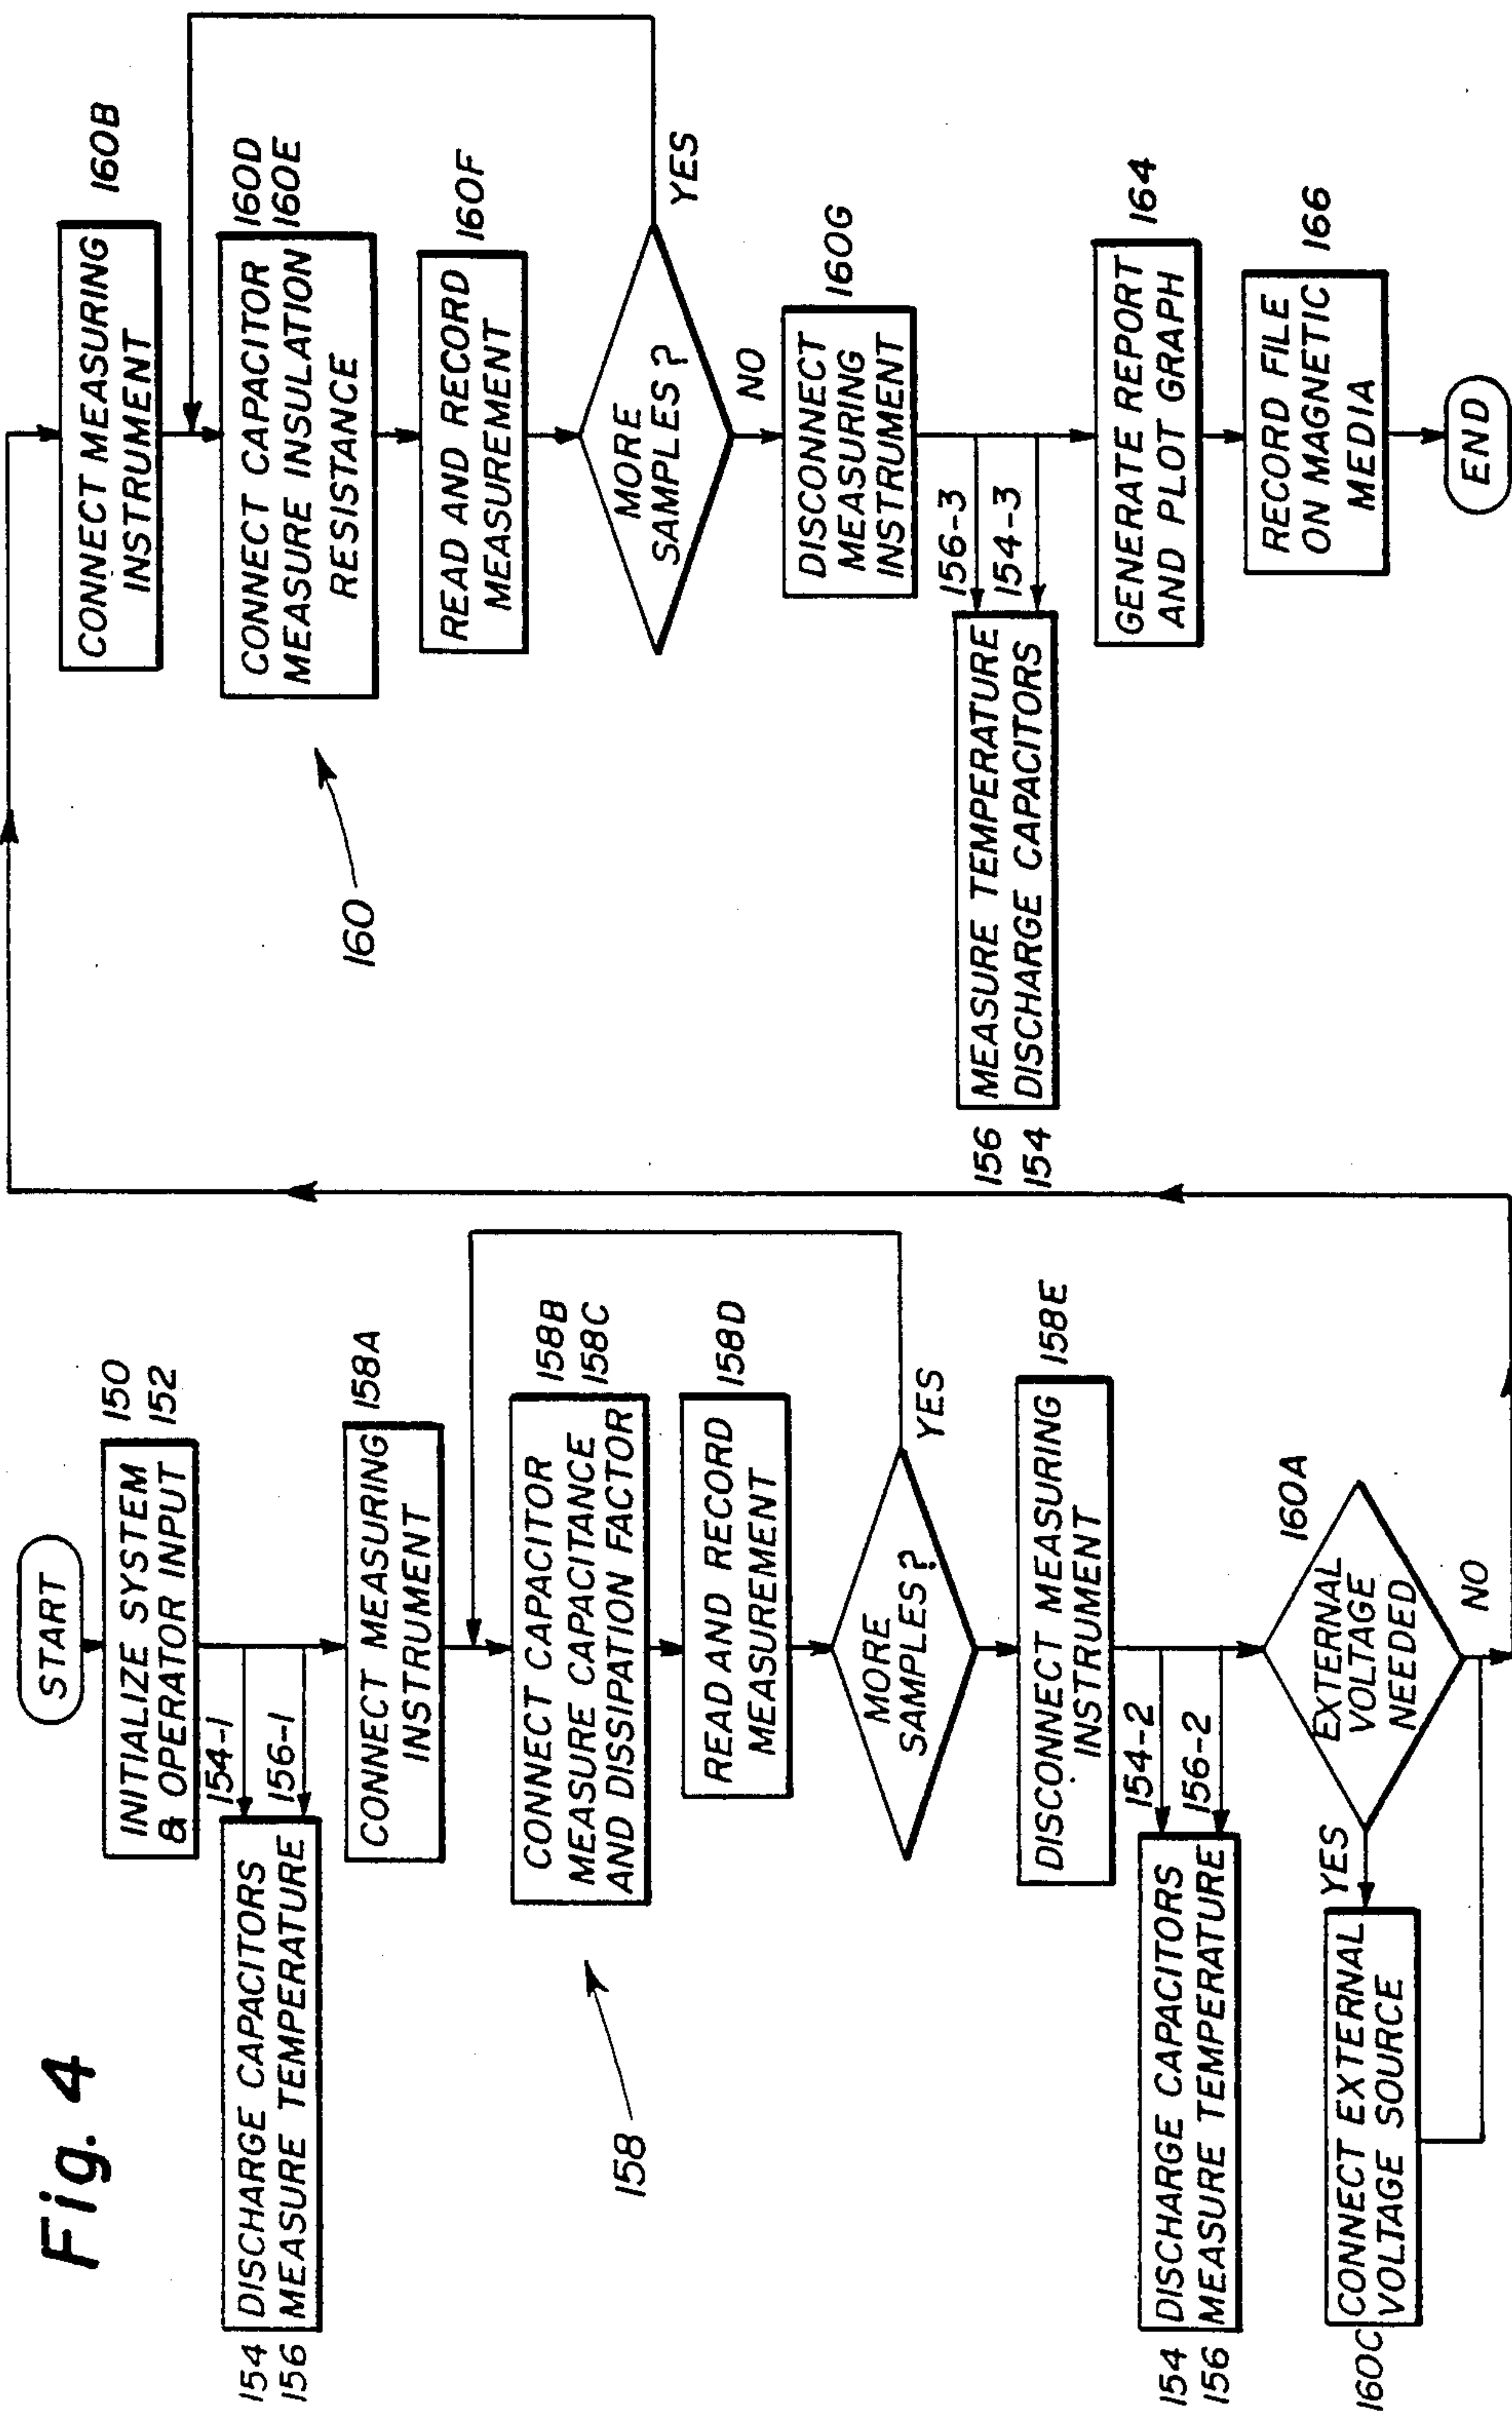 Fig. 4
START
INITIALIZE SYSTEM
& OPERATOR INPUT
150
152
154-1
156-1
154 DISCHARGE CAPACITORS
156 MEASURE TEMPERATURE
CONNECT MEASURING
INSTRUMENT
158A
CONNECT CAPACITOR
MEASURE CAPACITANCE
AND DISSIPATION FACTOR
158B
158C
READ AND RECORD
MEASUREMENT
158D
158
MORE
SAMPLES?
YES
DISCONNECT MEASURING
INSTRUMENT
158E
154-2
156-2
154 DISCHARGE CAPACITORS
156 MEASURE TEMPERATURE
EXTERNAL
VOLTAGE
NEEDED
160A
YES
NO
160C CONNECT EXTERNAL
VOLTAGE SOURCE
CONNECT MEASURING
INSTRUMENT
160B
CONNECT CAPACITOR
MEASURE INSULATION
RESISTANCE
160D
160E
160
READ AND RECORD
MEASUREMENT
160F
MORE
SAMPLES?
YES
NO
DISCONNECT
MEASURING
INSTRUMENT
160G
156-3
154-3
156 MEASURE TEMPERATURE
154 DISCHARGE CAPACITORS
GENERATE REPORT
AND PLOT GRAPH
164
RECORD FILE
ON MAGNETIC
MEDIA
166
END